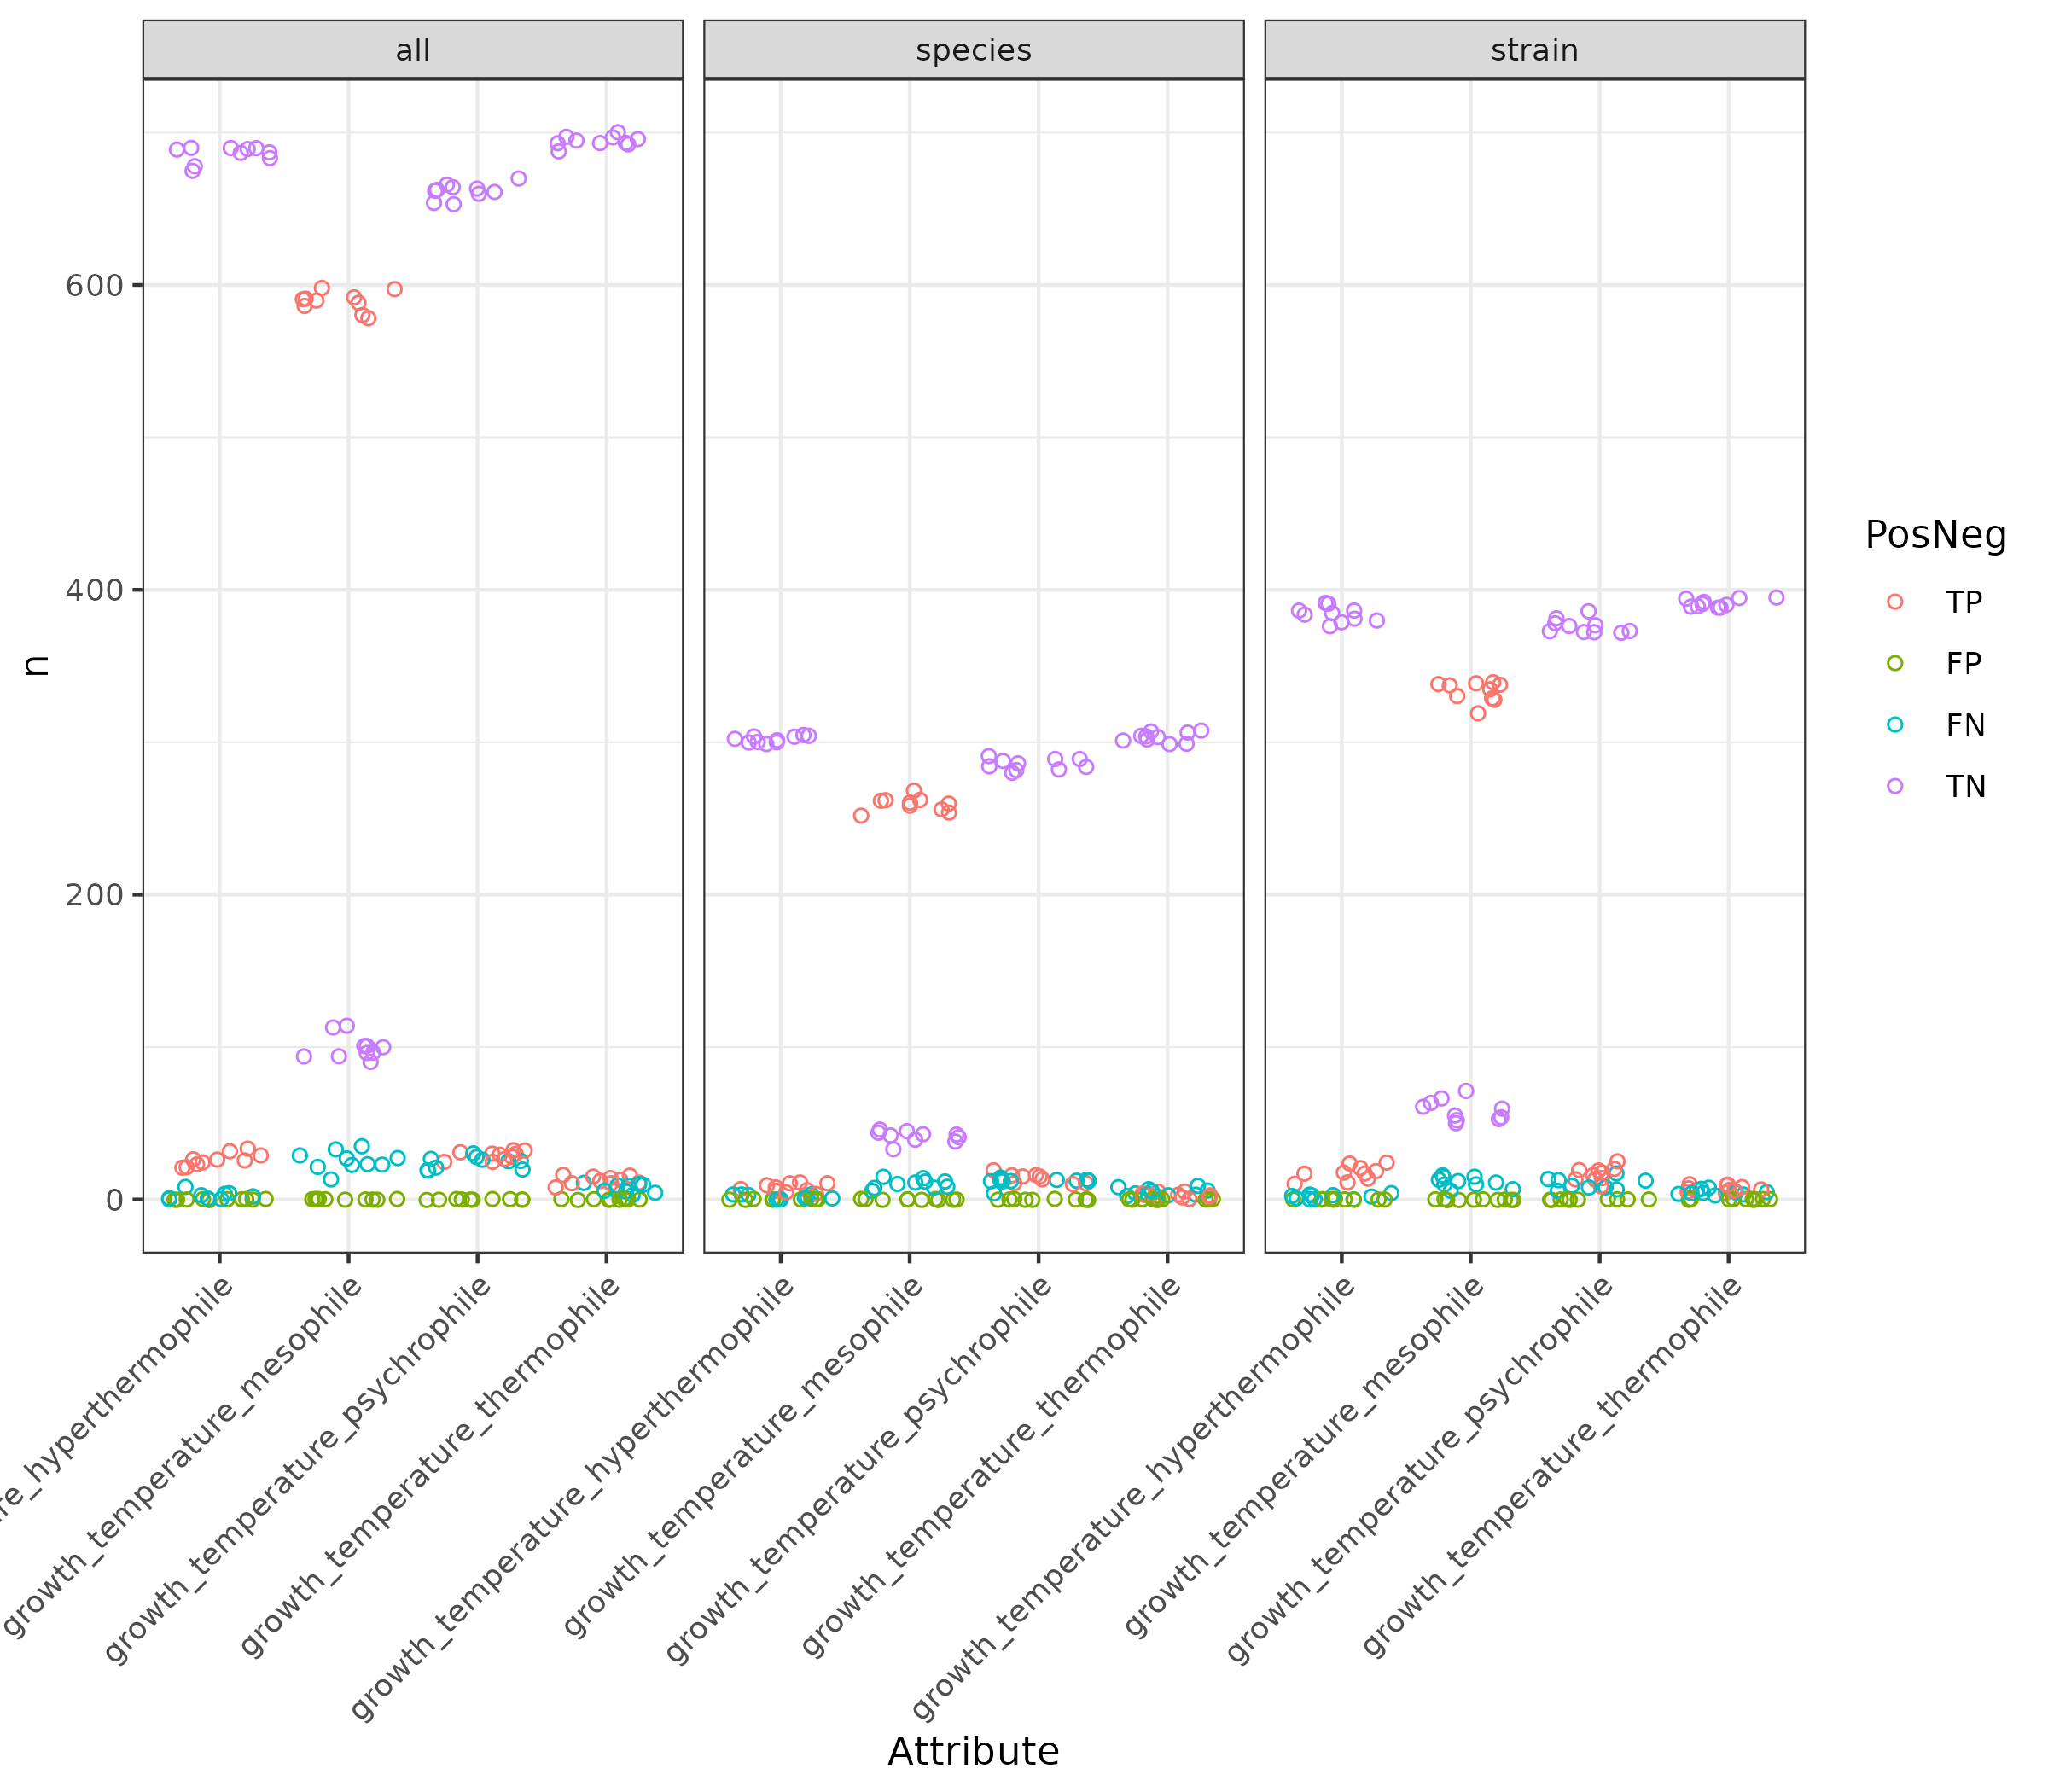 all species strain
600
400
200
0
n
re_hyperthermophile
growth_temperature_mesophile
growth_temperature_psychrophile
growth_temperature_thermophile
growth_temperature_hyperthermophile
growth_temperature_mesophile
growth_temperature_psychrophile
growth_temperature_thermophile
growth_temperature_hyperthermophile
growth_temperature_mesophile
growth_temperature_psychrophile
growth_temperature_thermophile
Attribute
PosNeg
TP
FP
FN
TN